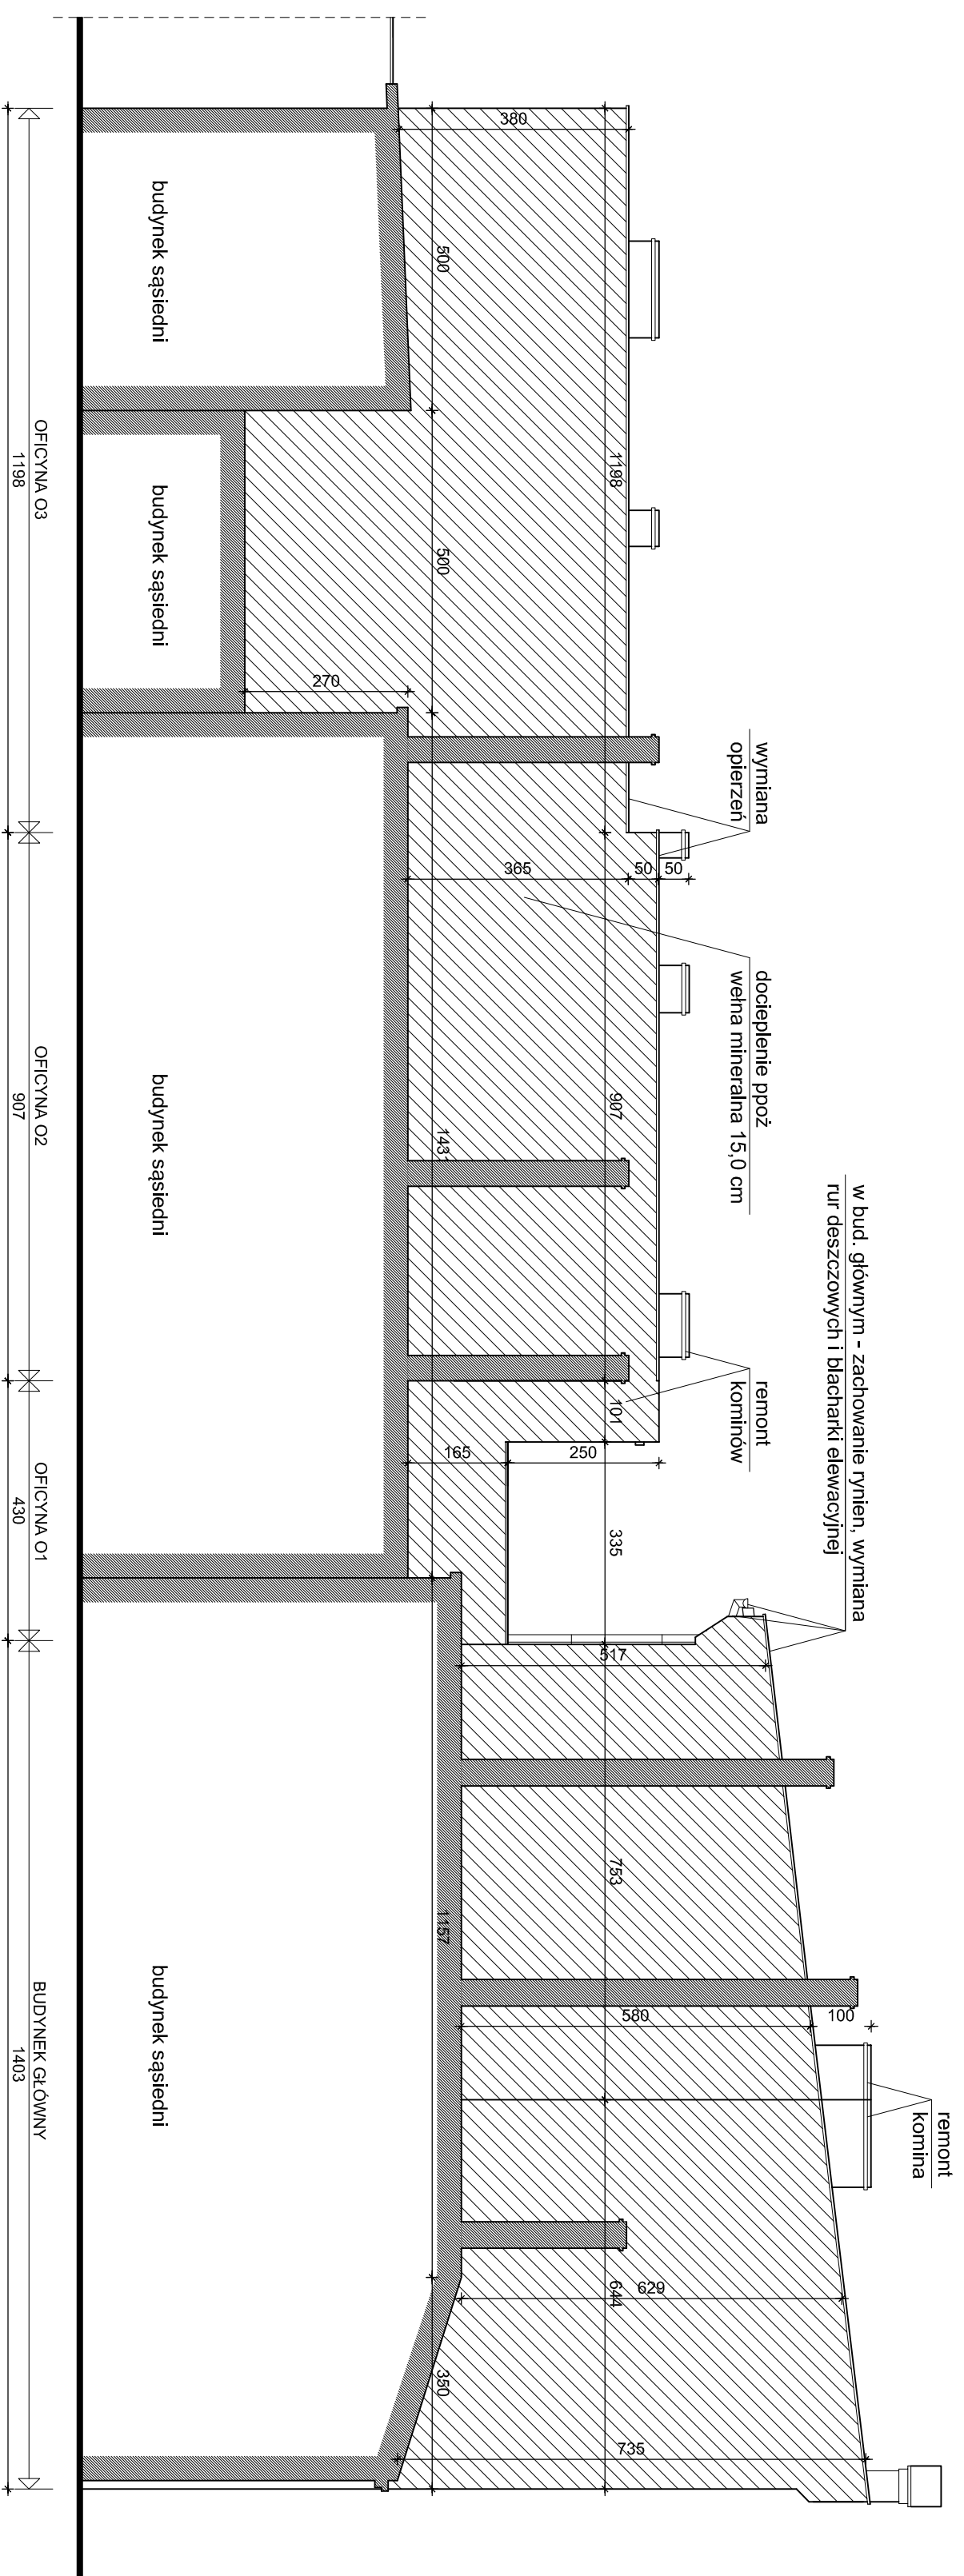 w bud. głównym - zachowanie rynien, wymiana
rur deszczowych i blacharki elewacyjnej
remont
komina
wymiana
opierzeń
docieplenie ppoż
wełna mineralna 15,0 cm
remont
kominów
1198
907
101
335
753
644
380
365
50
50
250
165
517
580
100
629
735
270
500
500
1431
1157
350
budynek sąsiedni
budynek sąsiedni
budynek sąsiedni
budynek sąsiedni
OFICYNA O3
1198
OFICYNA O2
907
OFICYNA O1
430
BUDYNEK GŁÓWNY
1403